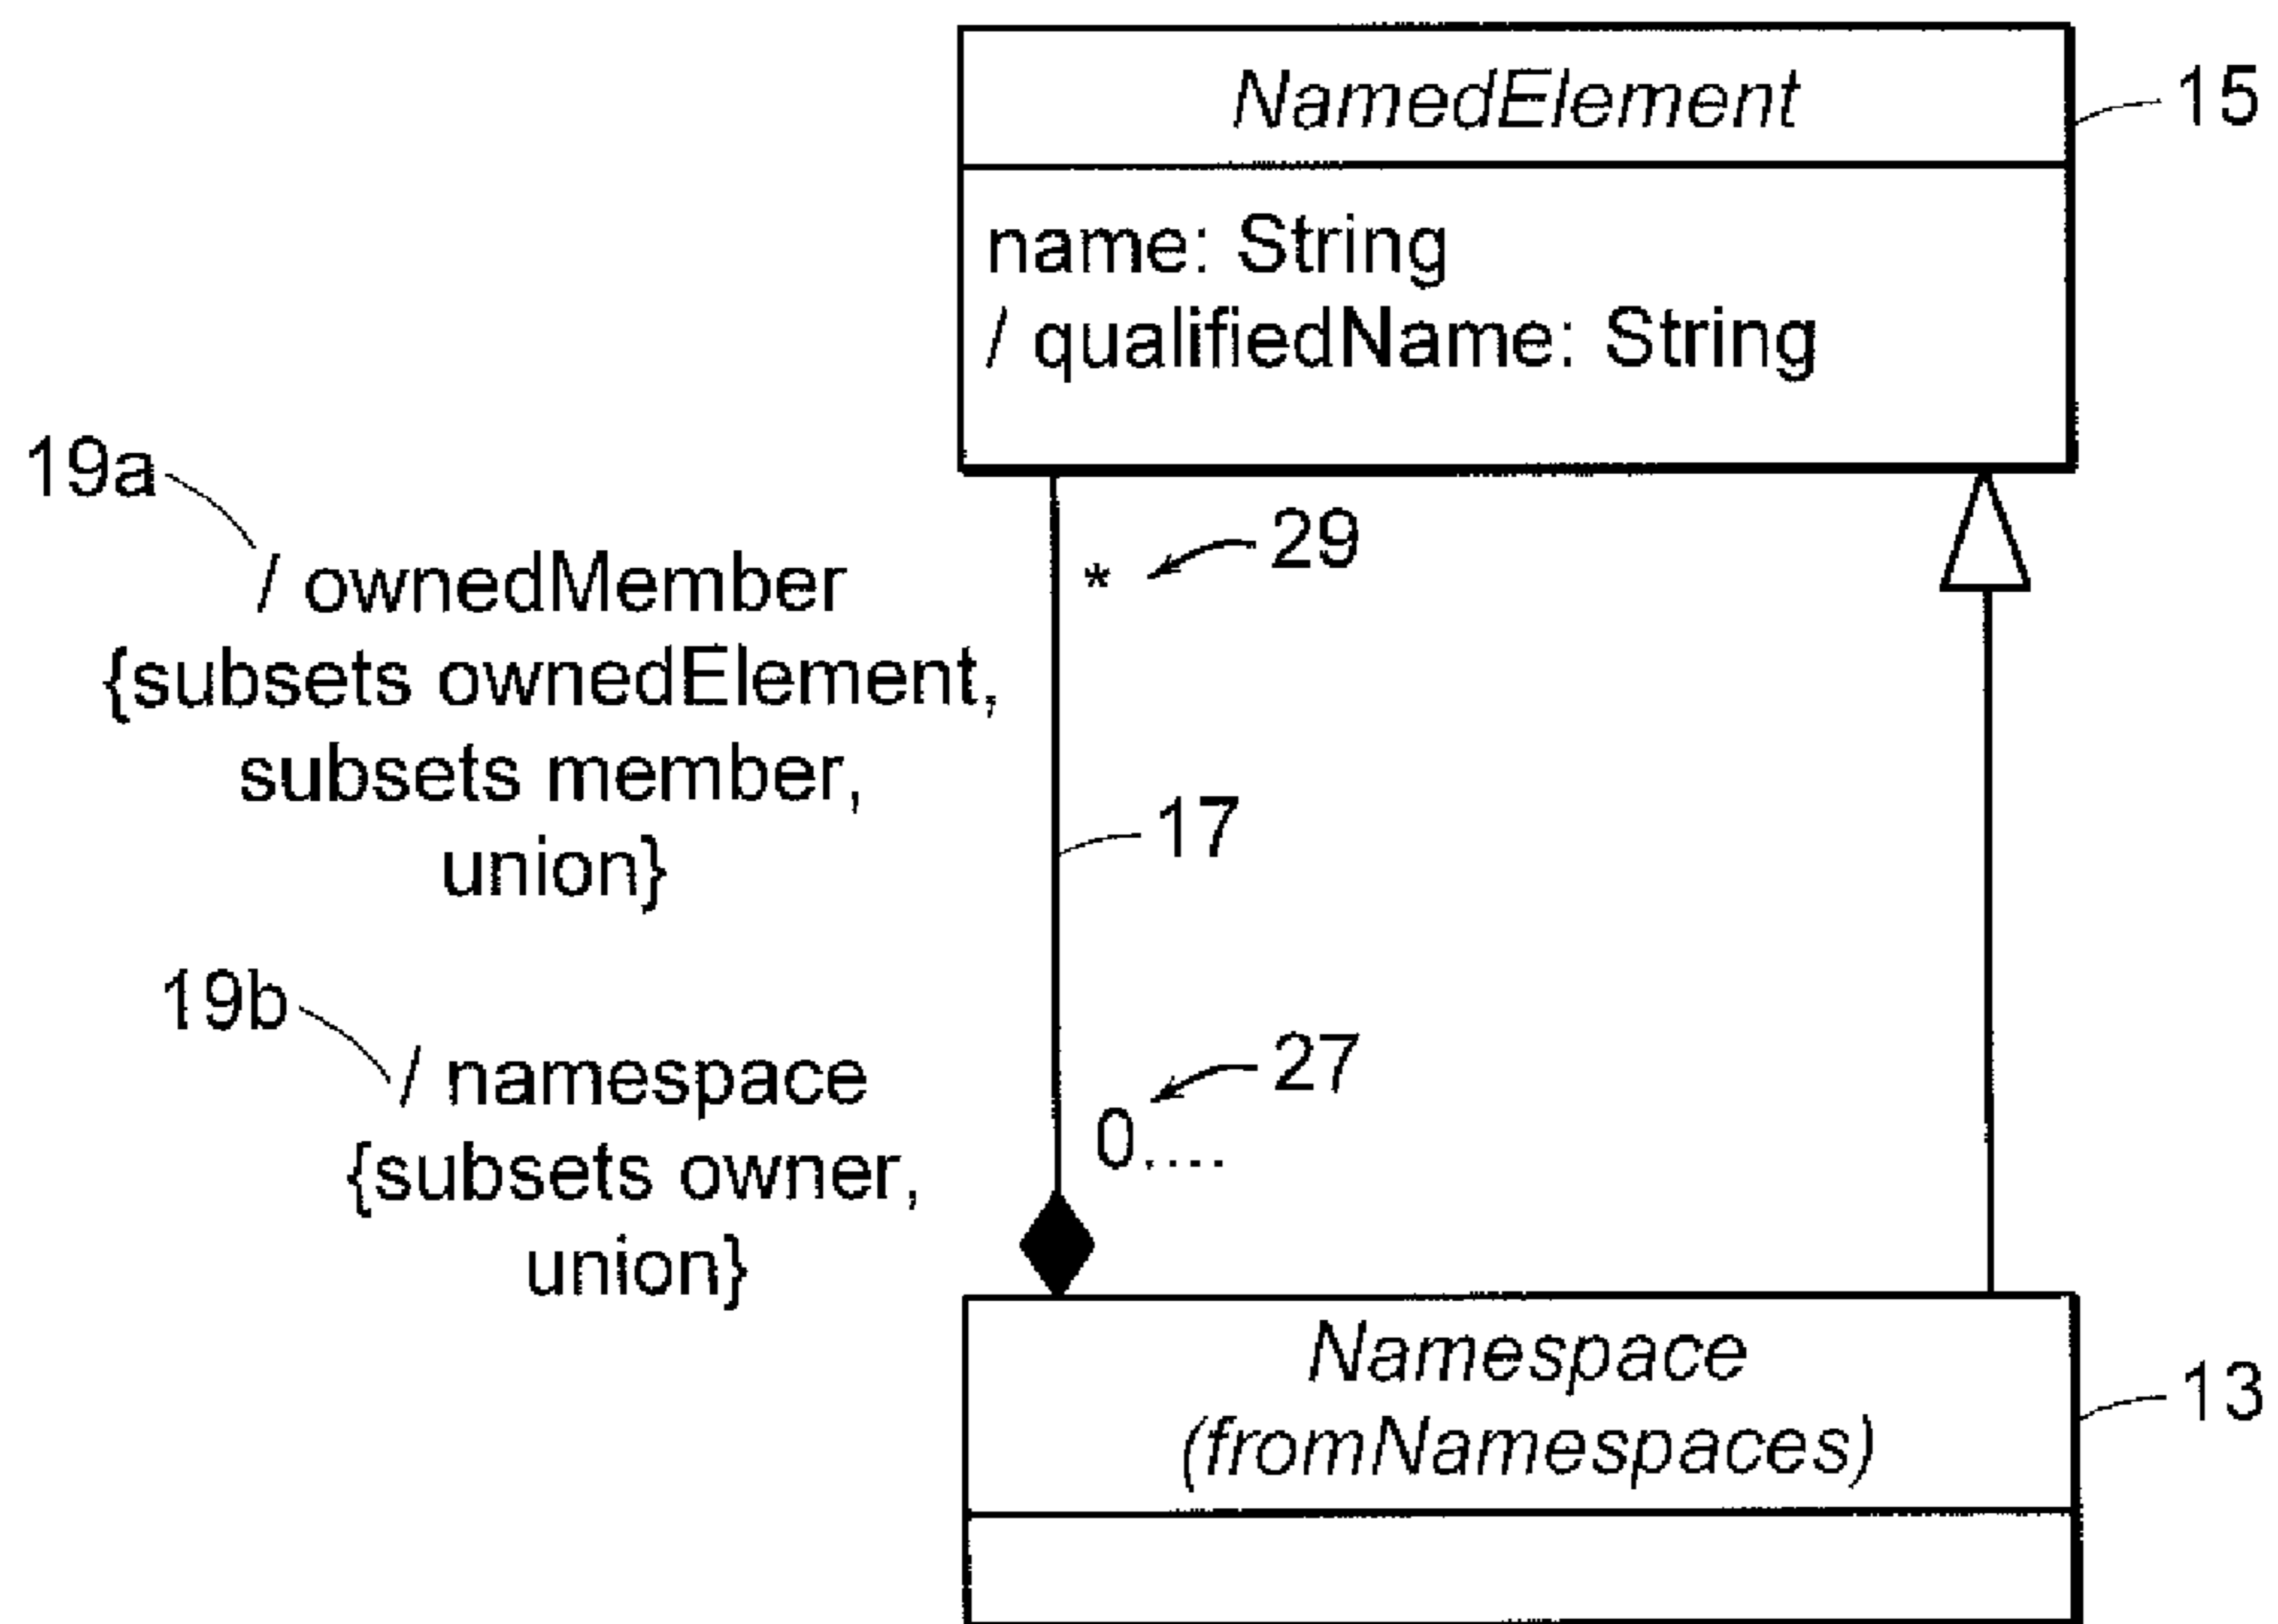 NamedElement
15
name: String
/ qualifiedName: String
19a
/ ownedMember
{subsets ownedElement,
subsets member,
union}
* 29
17
19b
/ namespace
{subsets owner,
union}
27
0....
Namespace
(fromNamespaces)
13